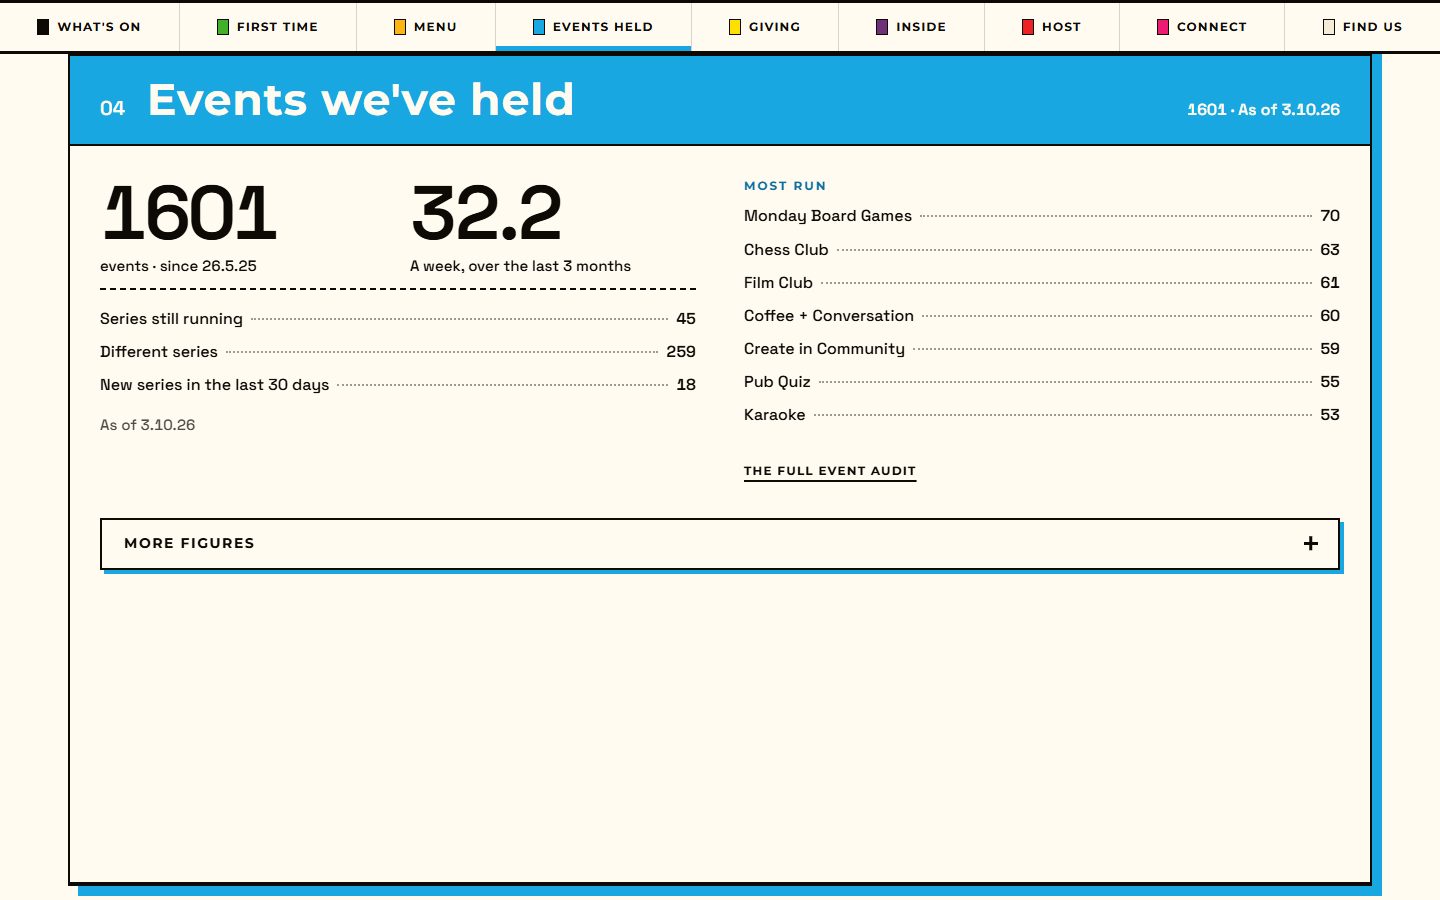 WHAT'S ON
FIRST TIME
MENU
EVENTS HELD
GIVING
INSIDE
HOST
CONNECT
FIND US
04 Events we've held
1601 · As of 3.10.26
1601
events · since 26.5.25
32.2
A week, over the last 3 months
Series still running 45
Different series 259
New series in the last 30 days 18
As of 3.10.26
MOST RUN
Monday Board Games 70
Chess Club 63
Film Club 61
Coffee + Conversation 60
Create in Community 59
Pub Quiz 55
Karaoke 53
THE FULL EVENT AUDIT
MORE FIGURES +